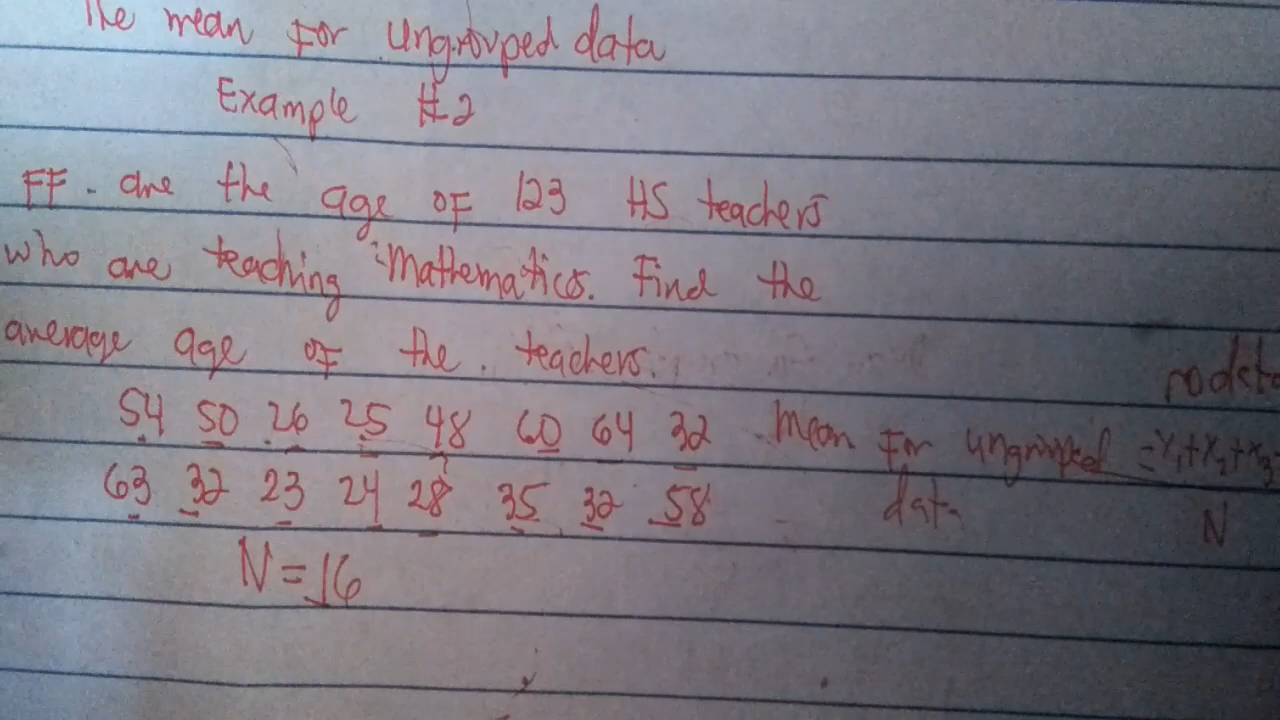 The mean For Ungrouped data
Example #2
FF. are the age OF 123 HS teachers
who are teaching Mathematics. Find the
average age OF the teachers.
54 50 26 25 48 60 64 32 Mean For ungrouped = X₁+X₂+X₃
63 32 23 24 28 35 32 58 data N
N=16